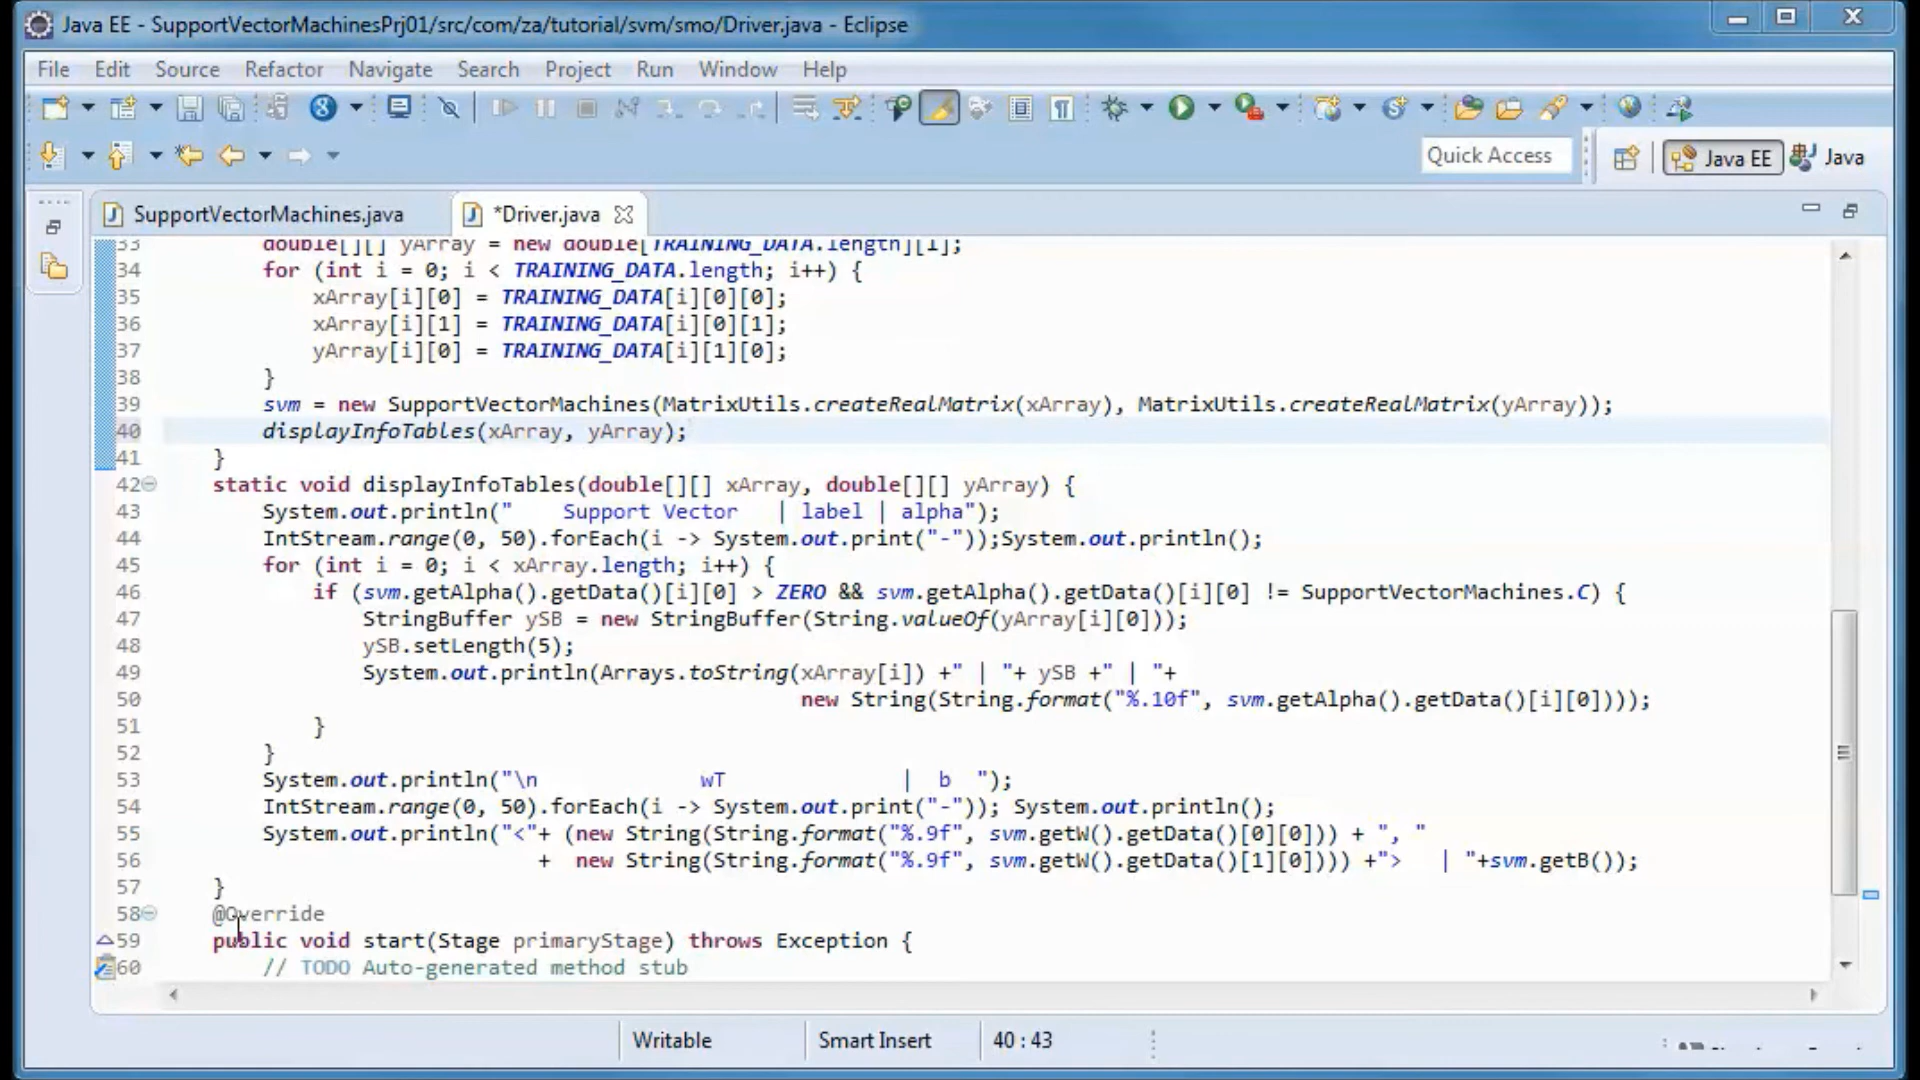 Java EE - SupportVectorMachinesPrj01/src/com/za/tutorial/svm/smo/Driver.java - Eclipse
File Edit Source Refactor Navigate Search Project Run Window Help
Quick Access Java EE Java
SupportVectorMachines.java *Driver.java
33 double[][] yArray = new double[TRAINING_DATA.length][1];
34 for (int i = 0; i < TRAINING_DATA.length; i++) {
35 xArray[i][0] = TRAINING_DATA[i][0][0];
36 xArray[i][1] = TRAINING_DATA[i][0][1];
37 yArray[i][0] = TRAINING_DATA[i][1][0];
38 }
39 svm = new SupportVectorMachines(MatrixUtils.createRealMatrix(xArray), MatrixUtils.createRealMatrix(yArray));
40 displayInfoTables(xArray, yArray);
41 }
42 static void displayInfoTables(double[][] xArray, double[][] yArray) {
43 System.out.println("    Support Vector   | label | alpha");
44 IntStream.range(0, 50).forEach(i -> System.out.print("-"));System.out.println();
45 for (int i = 0; i < xArray.length; i++) {
46 if (svm.getAlpha().getData()[i][0] > ZERO && svm.getAlpha().getData()[i][0] != SupportVectorMachines.C) {
47 StringBuffer ySB = new StringBuffer(String.valueOf(yArray[i][0]));
48 ySB.setLength(5);
49 System.out.println(Arrays.toString(xArray[i]) +" | "+ ySB +" | "+
50 new String(String.format("%.10f", svm.getAlpha().getData()[i][0])));
51 }
52 }
53 System.out.println("\n             wT              |  b  ");
54 IntStream.range(0, 50).forEach(i -> System.out.print("-")); System.out.println();
55 System.out.println("<"+ (new String(String.format("%.9f", svm.getW().getData()[0][0])) + ", "
56 +  new String(String.format("%.9f", svm.getW().getData()[1][0]))) +">   | "+svm.getB());
57 }
58 @Override
59 public void start(Stage primaryStage) throws Exception {
60 // TODO Auto-generated method stub
Writable Smart Insert 40 : 43